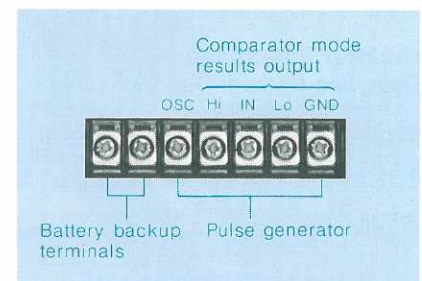 Comparator mode
results output
OSC Hi IN Lo GND
Battery backup
terminals
Pulse generator